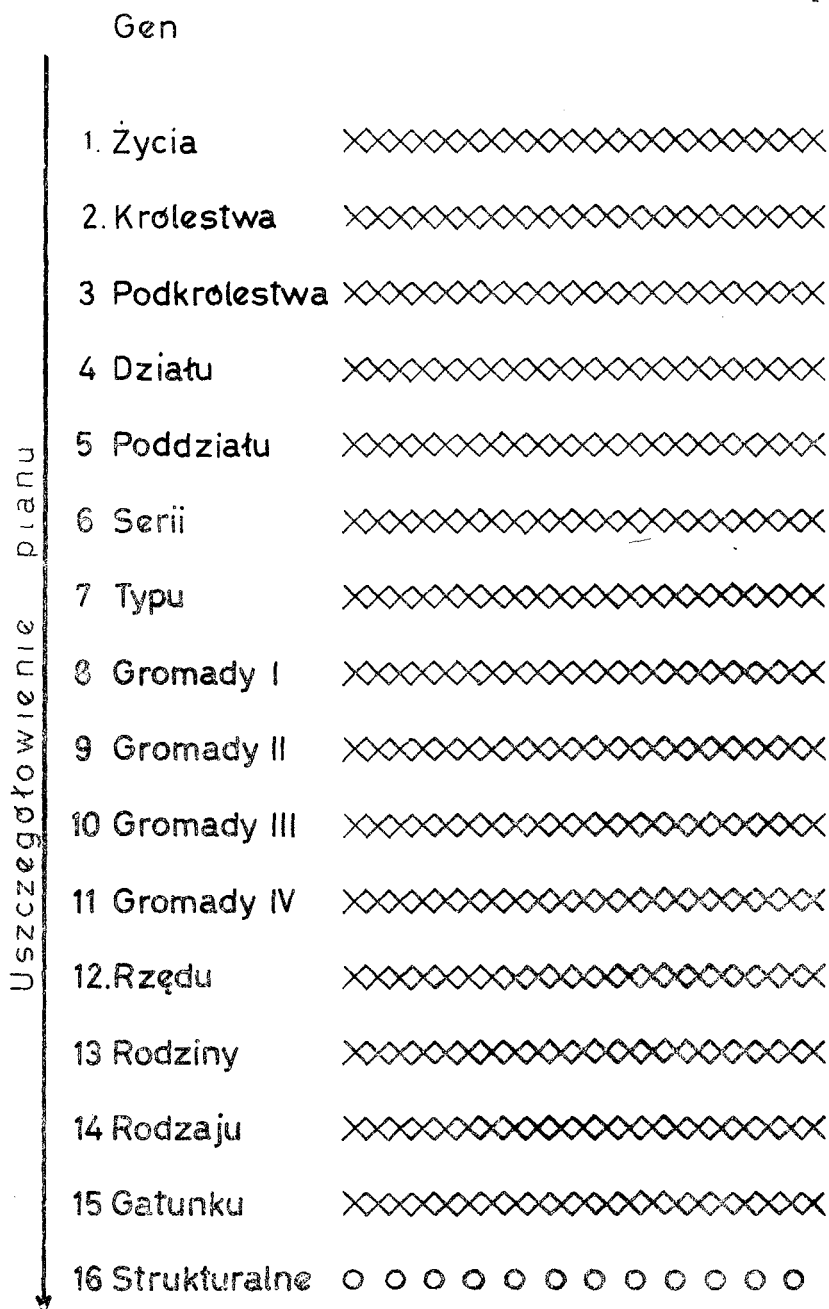 Gen
1. Życia
2. Królestwa
3 Podkrólestwa
4 Działu
5 Poddziału
6 Serii
7 Typu
8 Gromady I
9 Gromady II
10 Gromady III
11 Gromady IV
12. Rzędu
13 Rodziny
14 Rodzaju
15 Gatunku
16 Strukturalne
Uszczegółowienie planu